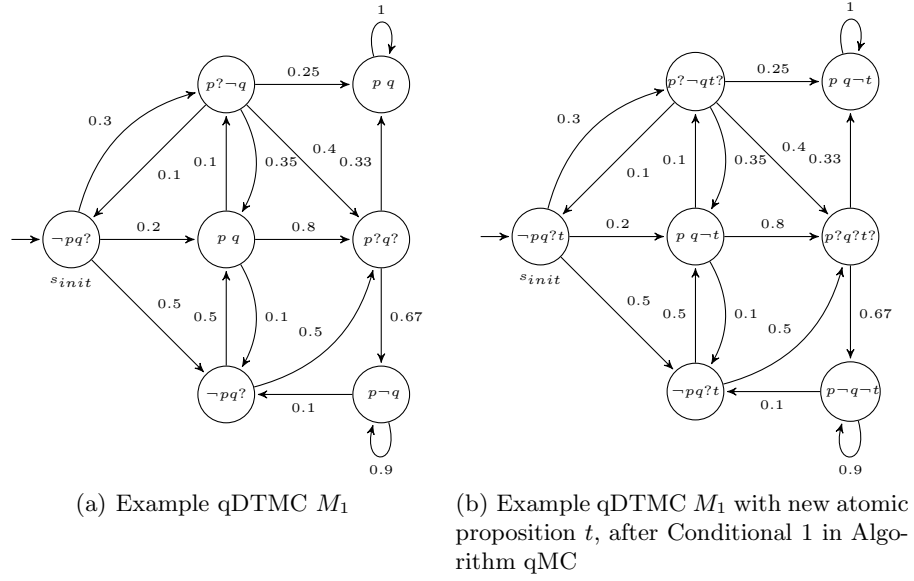 1
p?¬q
0.25
p q
0.3
0.1
0.1
0.35
0.4
0.33
¬pq?
0.2
p q
0.8
p?q?
s_init
0.5
0.5
0.1
0.5
0.67
¬pq?
0.1
p¬q
0.9
(a) Example qDTMC M₁
1
p?¬qt?
0.25
p q¬t
0.3
0.1
0.1
0.35
0.4
0.33
¬pq?t
0.2
p q¬t
0.8
p?q?t?
s_init
0.5
0.5
0.1
0.5
0.67
¬pq?t
0.1
p¬q¬t
0.9
(b) Example qDTMC M₁ with new atomic
proposition t, after Conditional 1 in Algo-
rithm qMC